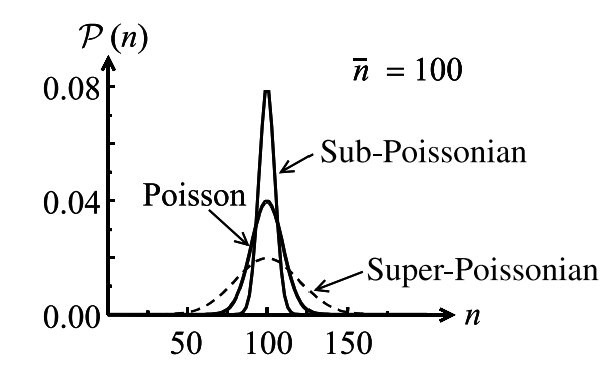 𝒫 (n)
n̄ = 100
0.08
Sub-Poissonian
Poisson
0.04
Super-Poissonian
0.00
n
50 100 150